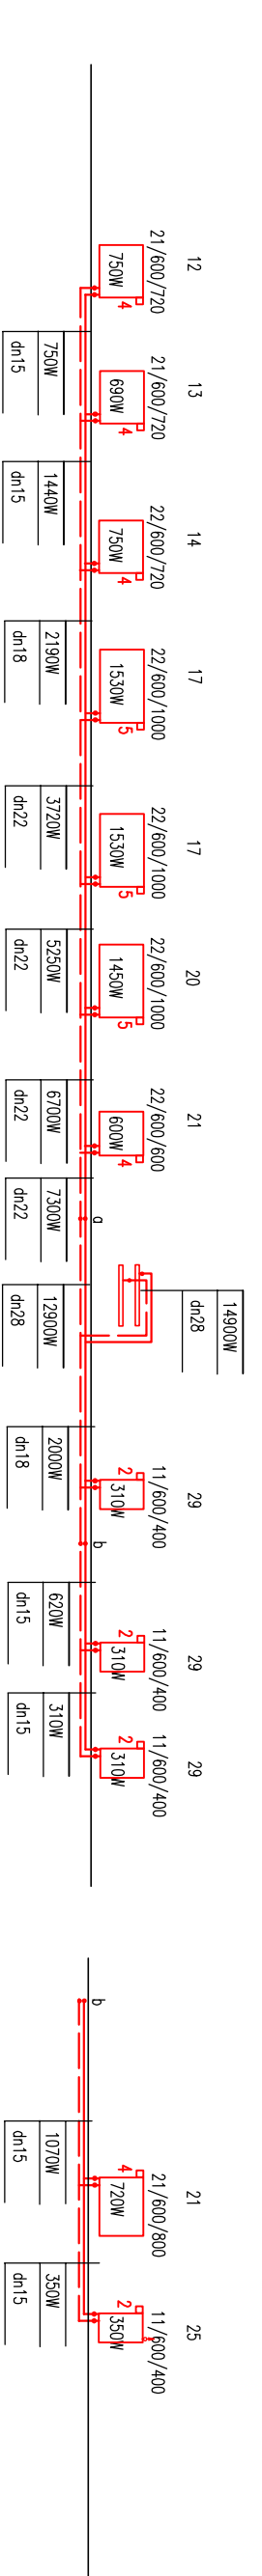 12
21/600/720
750W
4
750W
dn15
13
21/600/720
690W
4
1440W
dn15
14
22/600/720
750W
4
2190W
dn18
17
22/600/1000
1530W
5
3720W
dn22
17
22/600/1000
1530W
5
5250W
dn22
20
22/600/1000
1450W
5
6700W
dn22
21
22/600/600
600W
4
7300W
dn22
a
12900W
dn28
14900W
dn28
2000W
dn18
29
11/600/400
2
310W
b
620W
dn15
29
11/600/400
2
310W
310W
dn15
29
11/600/400
2
310W
b
1070W
dn15
21
21/600/800
4
720W
350W
dn15
25
11/600/400
2
350W